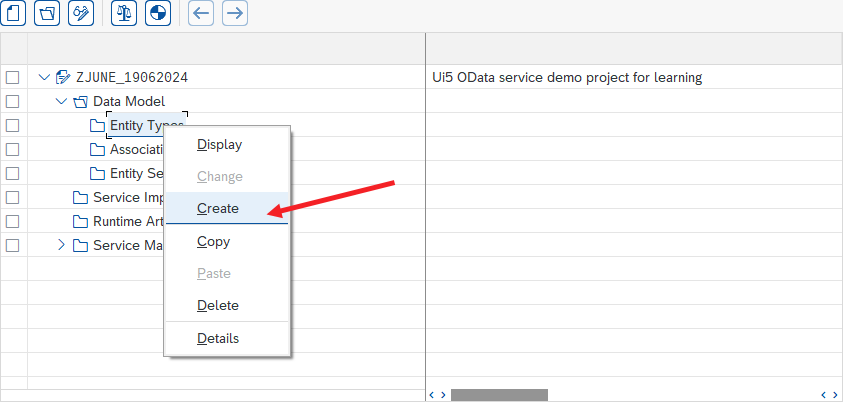 ZJUNE_19062024 Ui5 OData service demo project for learning
Data Model
Entity Types
Associati
Entity Se
Service Imp
Runtime Art
Service Ma
Display
Change
Create
Copy
Paste
Delete
Details